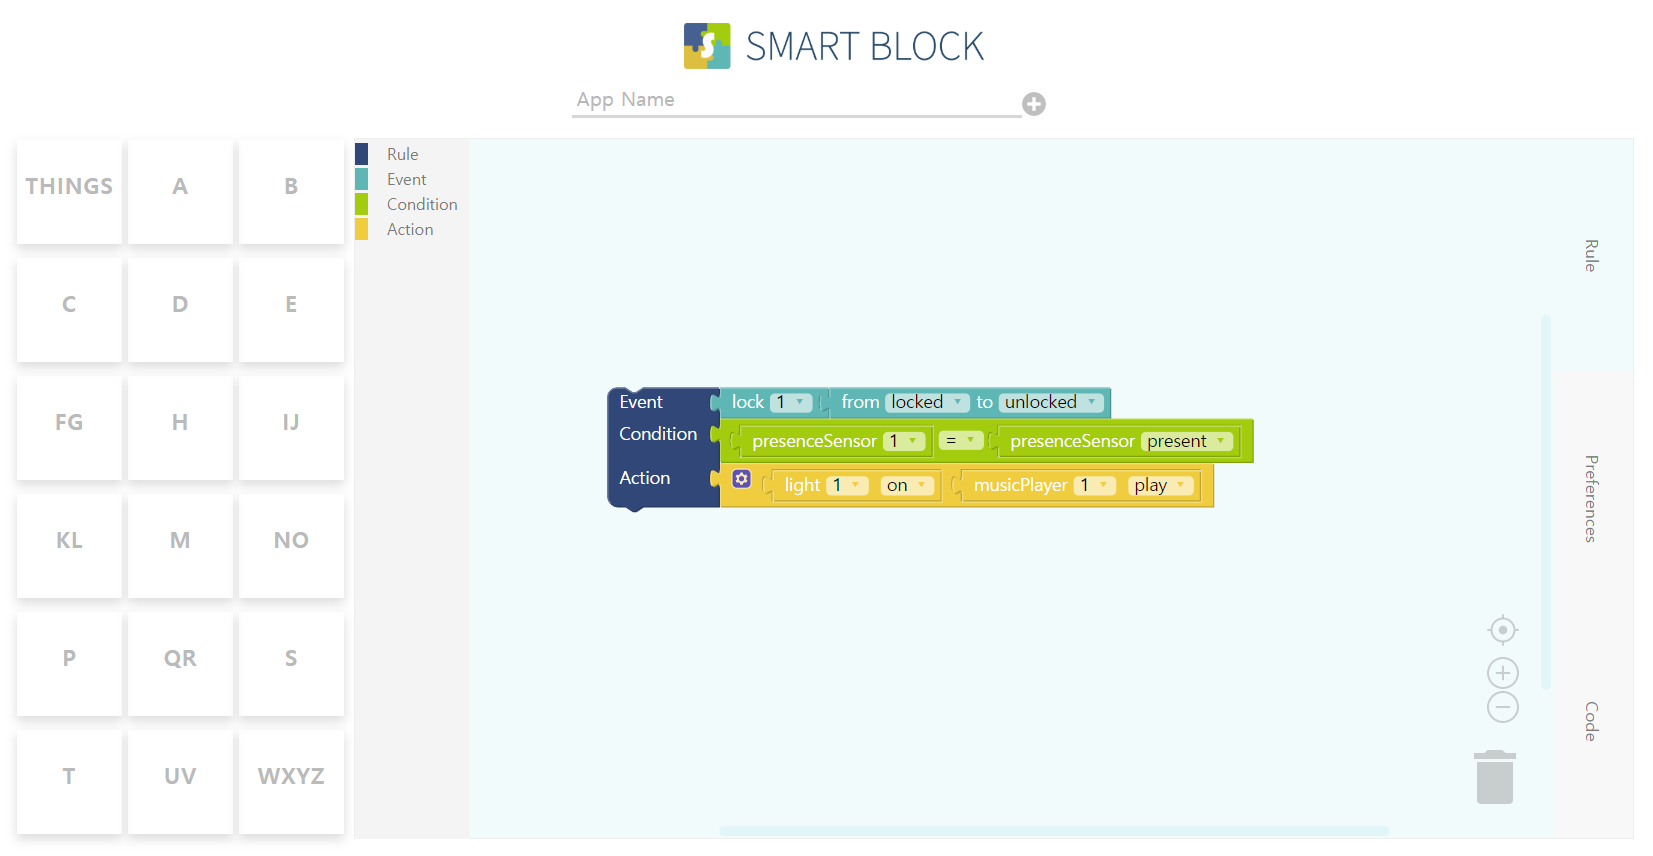 SMART BLOCK
App Name
THINGS
A
B
C
D
E
FG
H
IJ
KL
M
NO
P
QR
S
T
UV
WXYZ
Rule
Event
Condition
Action
Event lock 1 from locked to unlocked
Condition presenceSensor 1 = presenceSensor present
Action light 1 on musicPlayer 1 play
Rule
Preferences
Code